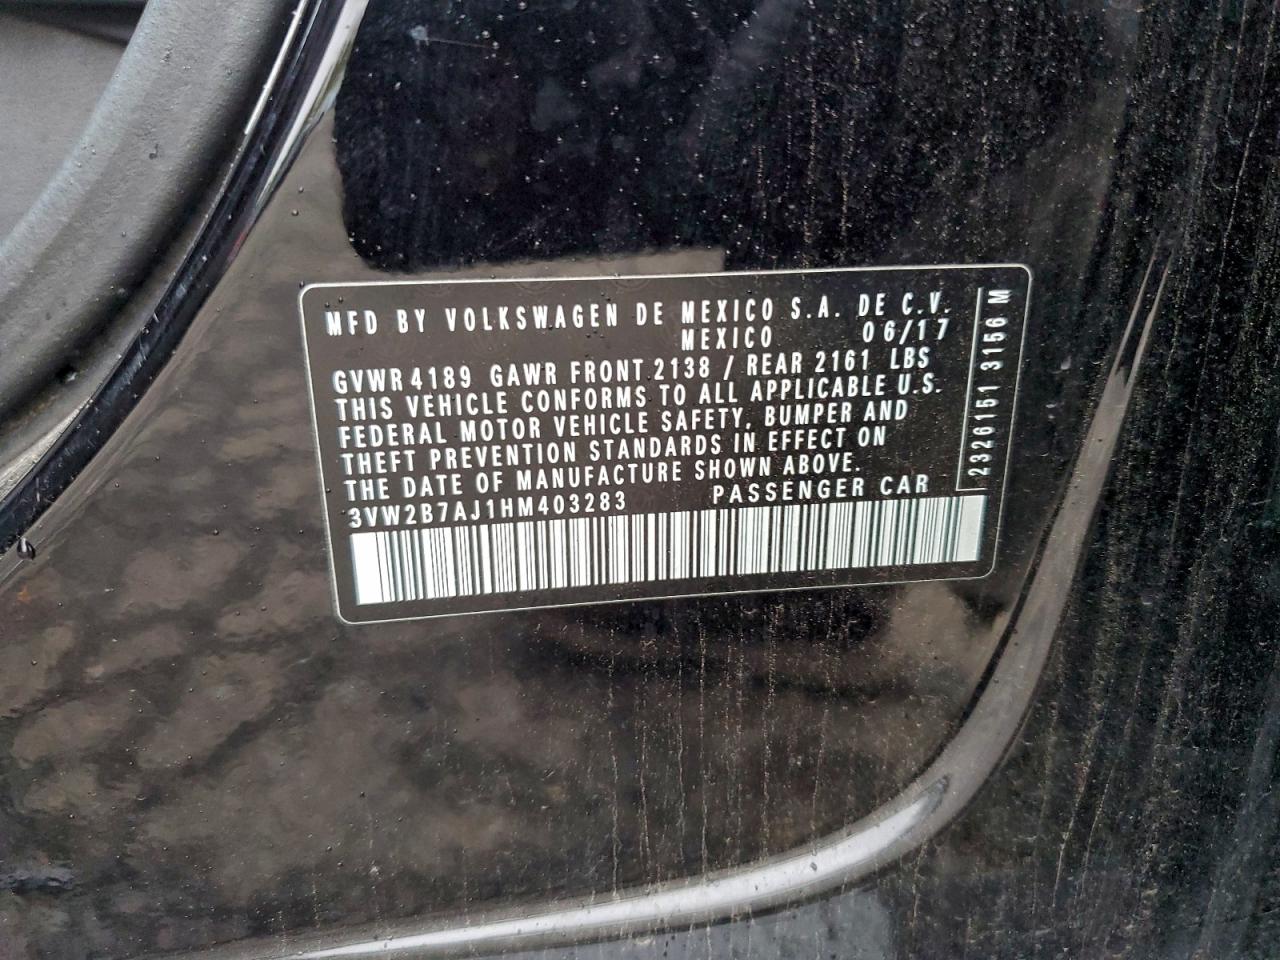 MFD BY VOLKSWAGEN DE MEXICO S.A. DE C.V.
MEXICO 06/17
GVWR 4189 GAWR FRONT 2138 / REAR 2161 LBS
THIS VEHICLE CONFORMS TO ALL APPLICABLE U.S.
FEDERAL MOTOR VEHICLE SAFETY, BUMPER AND
THEFT PREVENTION STANDARDS IN EFFECT ON
THE DATE OF MANUFACTURE SHOWN ABOVE.
3VW2B7AJ1HM403283 PASSENGER CAR
2326151 3156 M